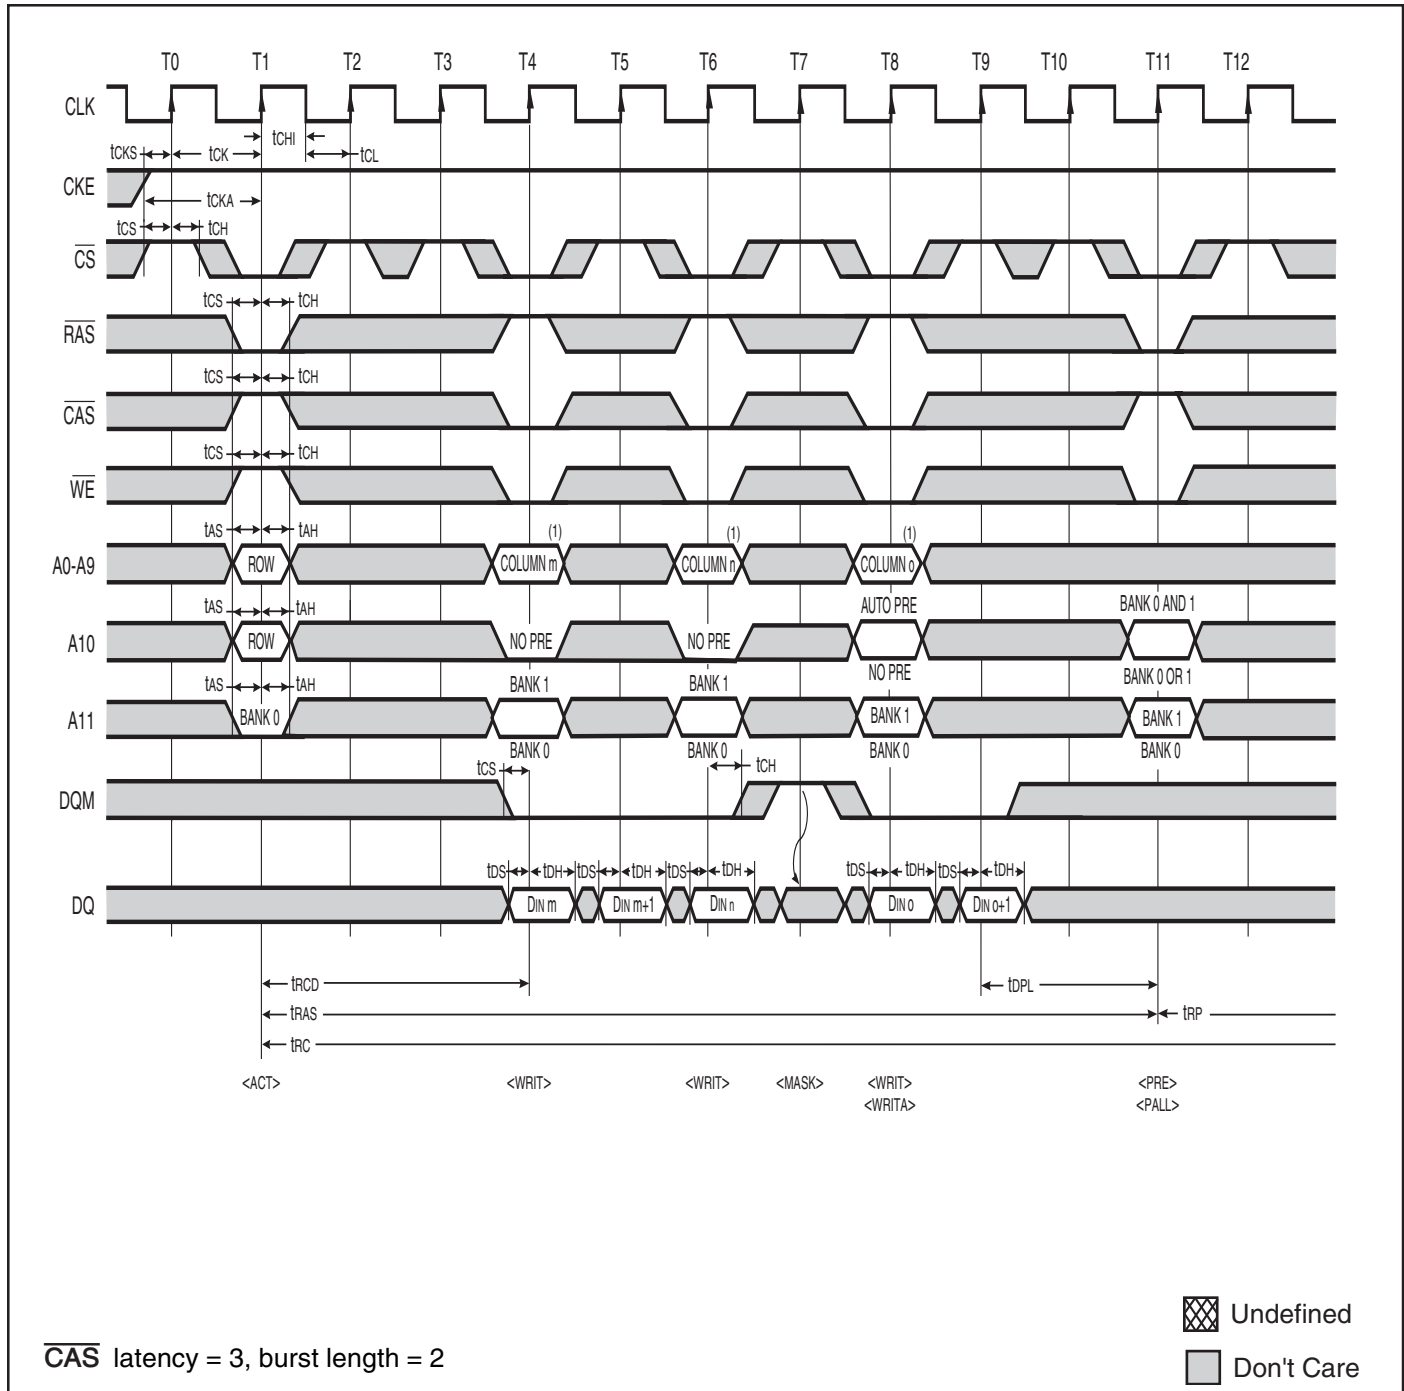 T0 T1 T2 T3 T4 T5 T6 T7 T8 T9 T10 T11 T12
CLK
tCHI
tCKS tCK tCL
CKE
tCKA
tCS tCH
CS
tCS tCH
RAS
tCS tCH
CAS
tCS tCH
WE
tAS tAH (1) (1) (1)
A0-A9 ROW COLUMN m COLUMN n COLUMN o
tAS tAH AUTO PRE BANK 0 AND 1
A10 ROW NO PRE NO PRE
NO PRE BANK 0 OR 1
tAS tAH BANK 1 BANK 1
A11 BANK 0 BANK 1 BANK 1
BANK 0 BANK 0 BANK 0 BANK 0
tCS tCH
DQM
tDS tDH tDS tDH tDS tDH tDS tDH tDS tDH
DQ DIN m DIN m+1 DIN n DIN o DIN o+1
tRCD tDPL
tRAS tRP
tRC
<ACT> <WRIT> <WRIT> <MASK> <WRIT> <PRE>
<WRITA> <PALL>
Undefined
CAS latency = 3, burst length = 2
Don't Care